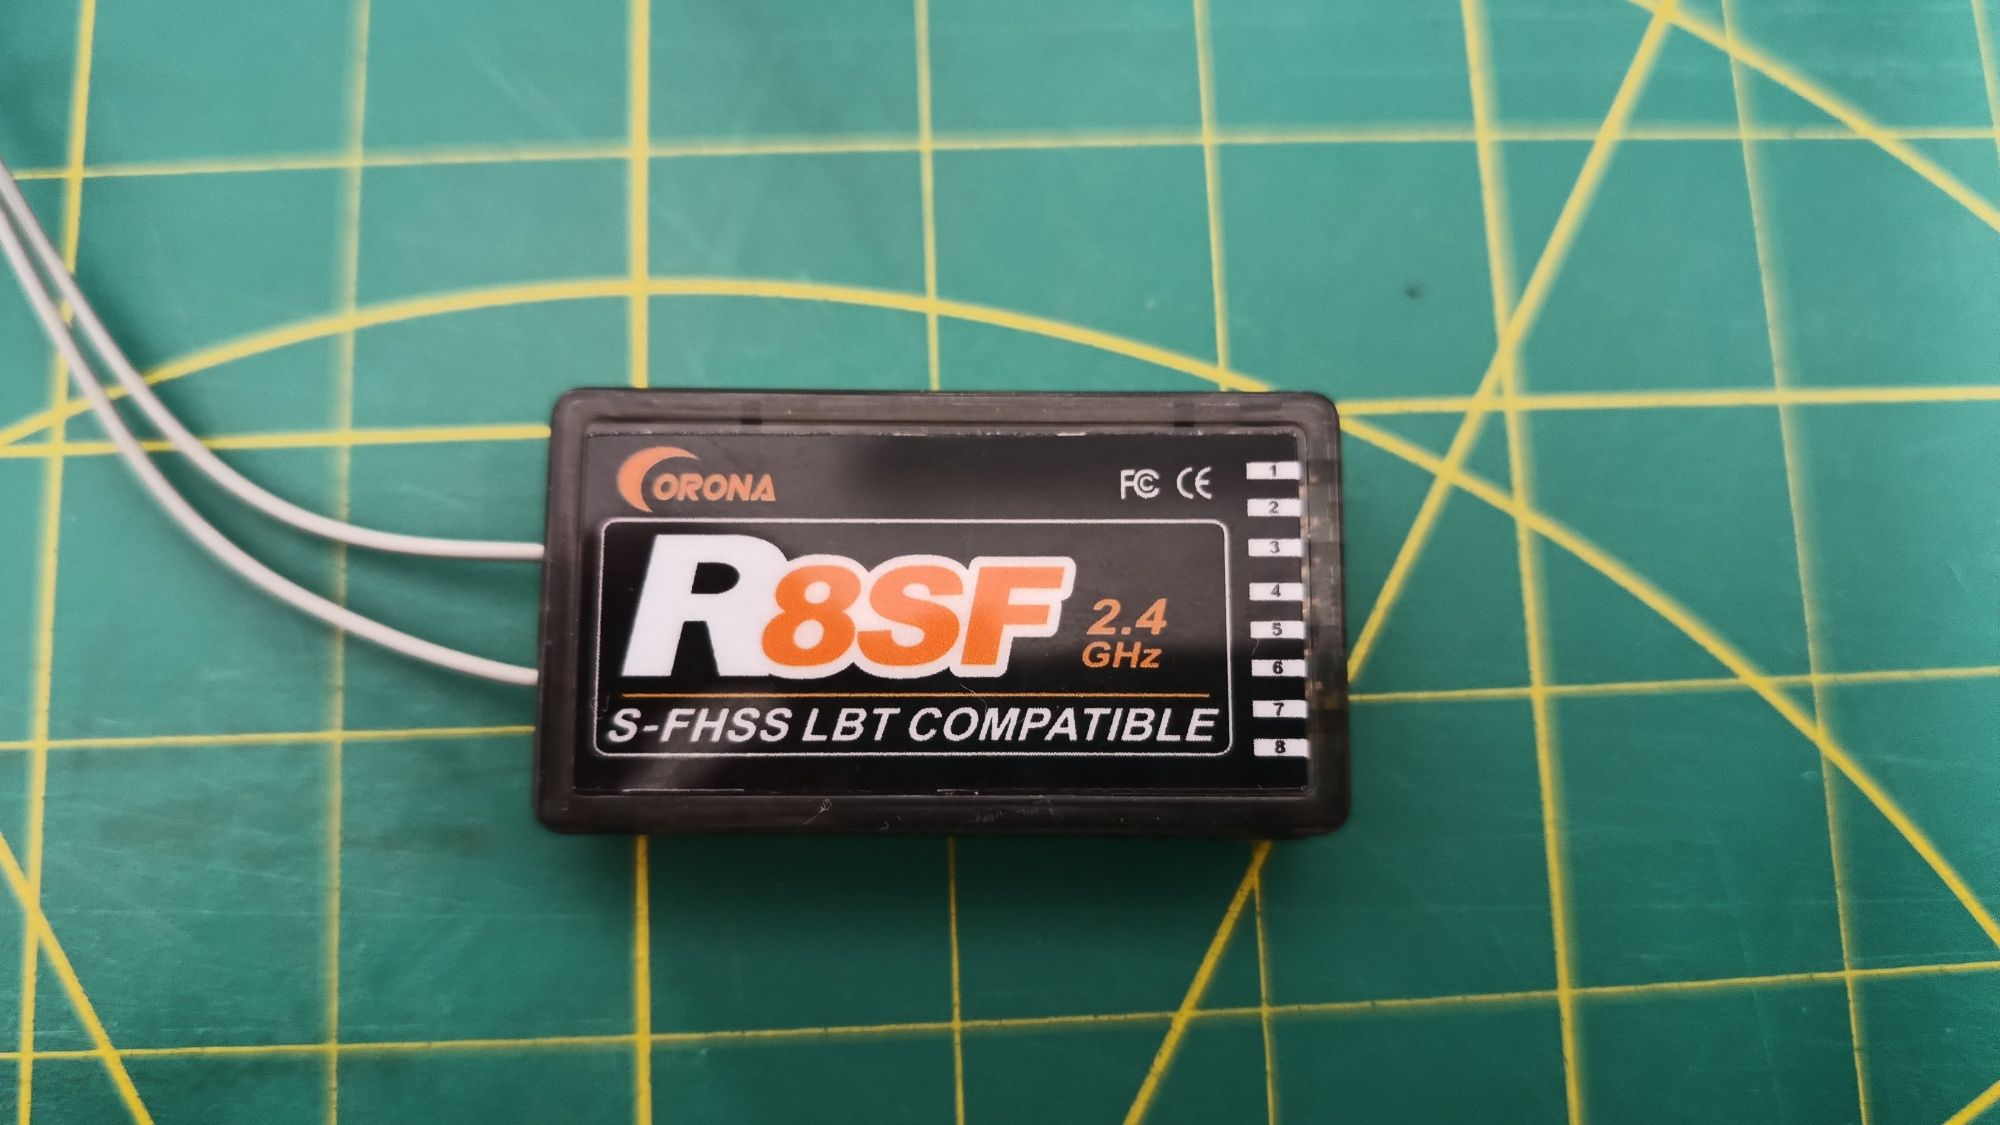 CORONA
FC CE
R8SF
2.4
GHz
S-FHSS LBT COMPATIBLE
1
2
3
4
5
6
7
8